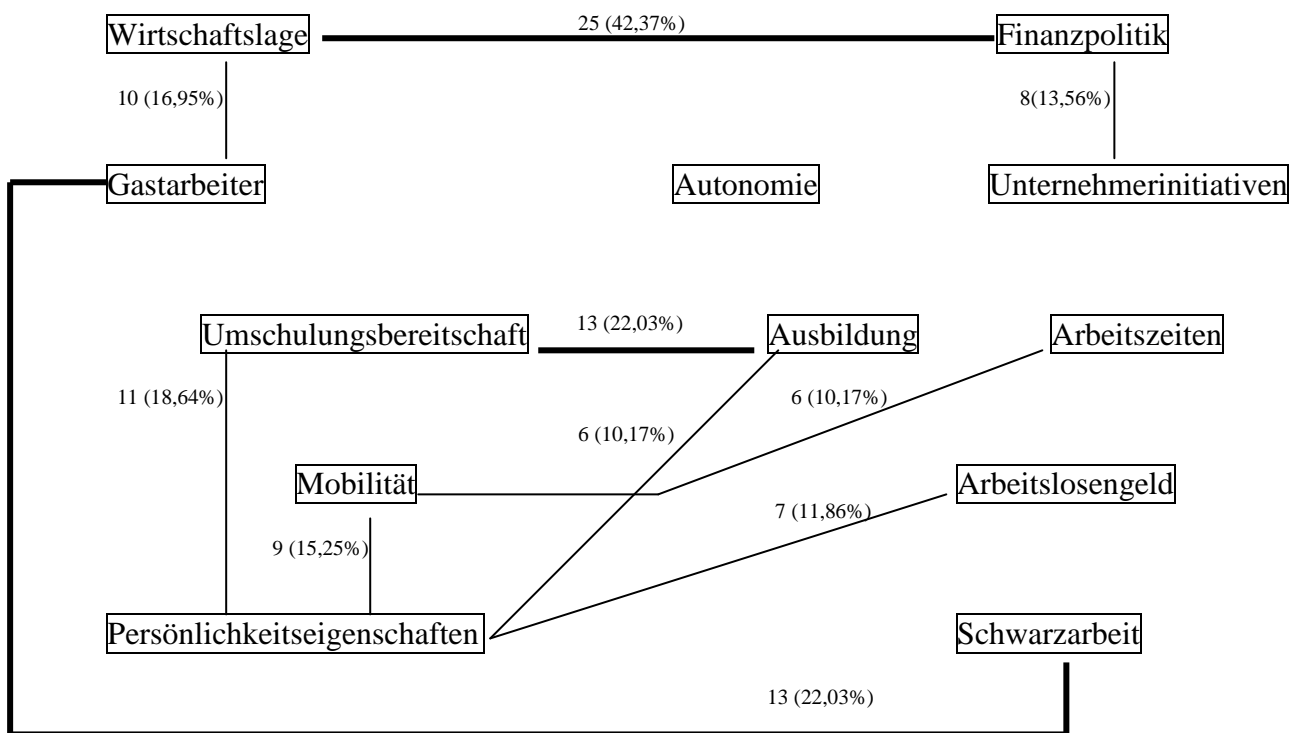 25 (42,37%)
Wirtschaftslage
Finanzpolitik
10 (16,95%)
8(13,56%)
Gastarbeiter
Autonomie
Unternehmerinitiativen
Umschulungsbereitschaft
13 (22,03%)
Ausbildung
Arbeitszeiten
11 (18,64%)
6 (10,17%)
6 (10,17%)
Mobilität
Arbeitslosengeld
7 (11,86%)
9 (15,25%)
Persönlichkeitseigenschaften
Schwarzarbeit
13 (22,03%)